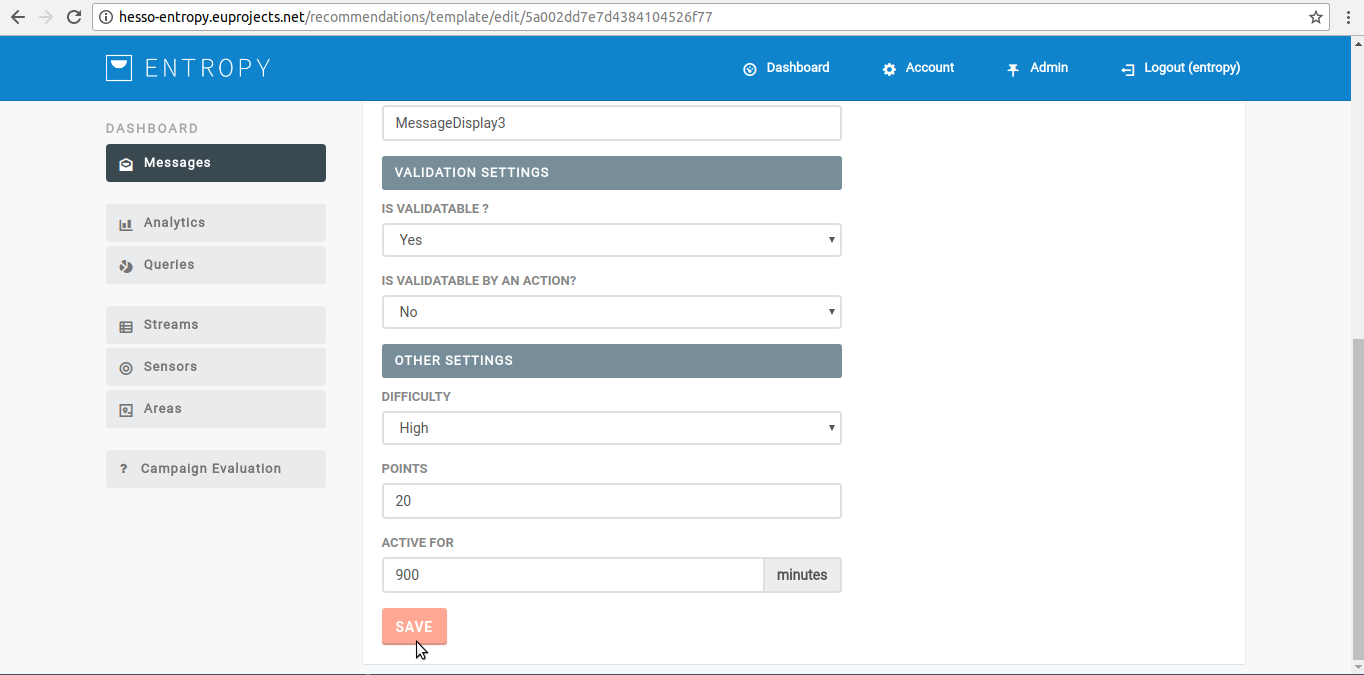 hesso-entropy.euprojects.net/recommendations/template/edit/5a002dd7e7d4384104526f77
ENTROPY
Dashboard
Account
Admin
Logout (entropy)
DASHBOARD
Messages
Analytics
Queries
Streams
Sensors
Areas
? Campaign Evaluation
MessageDisplay3
VALIDATION SETTINGS
IS VALIDATABLE ?
Yes
IS VALIDATABLE BY AN ACTION?
No
OTHER SETTINGS
DIFFICULTY
High
POINTS
20
ACTIVE FOR
900 minutes
SAVE